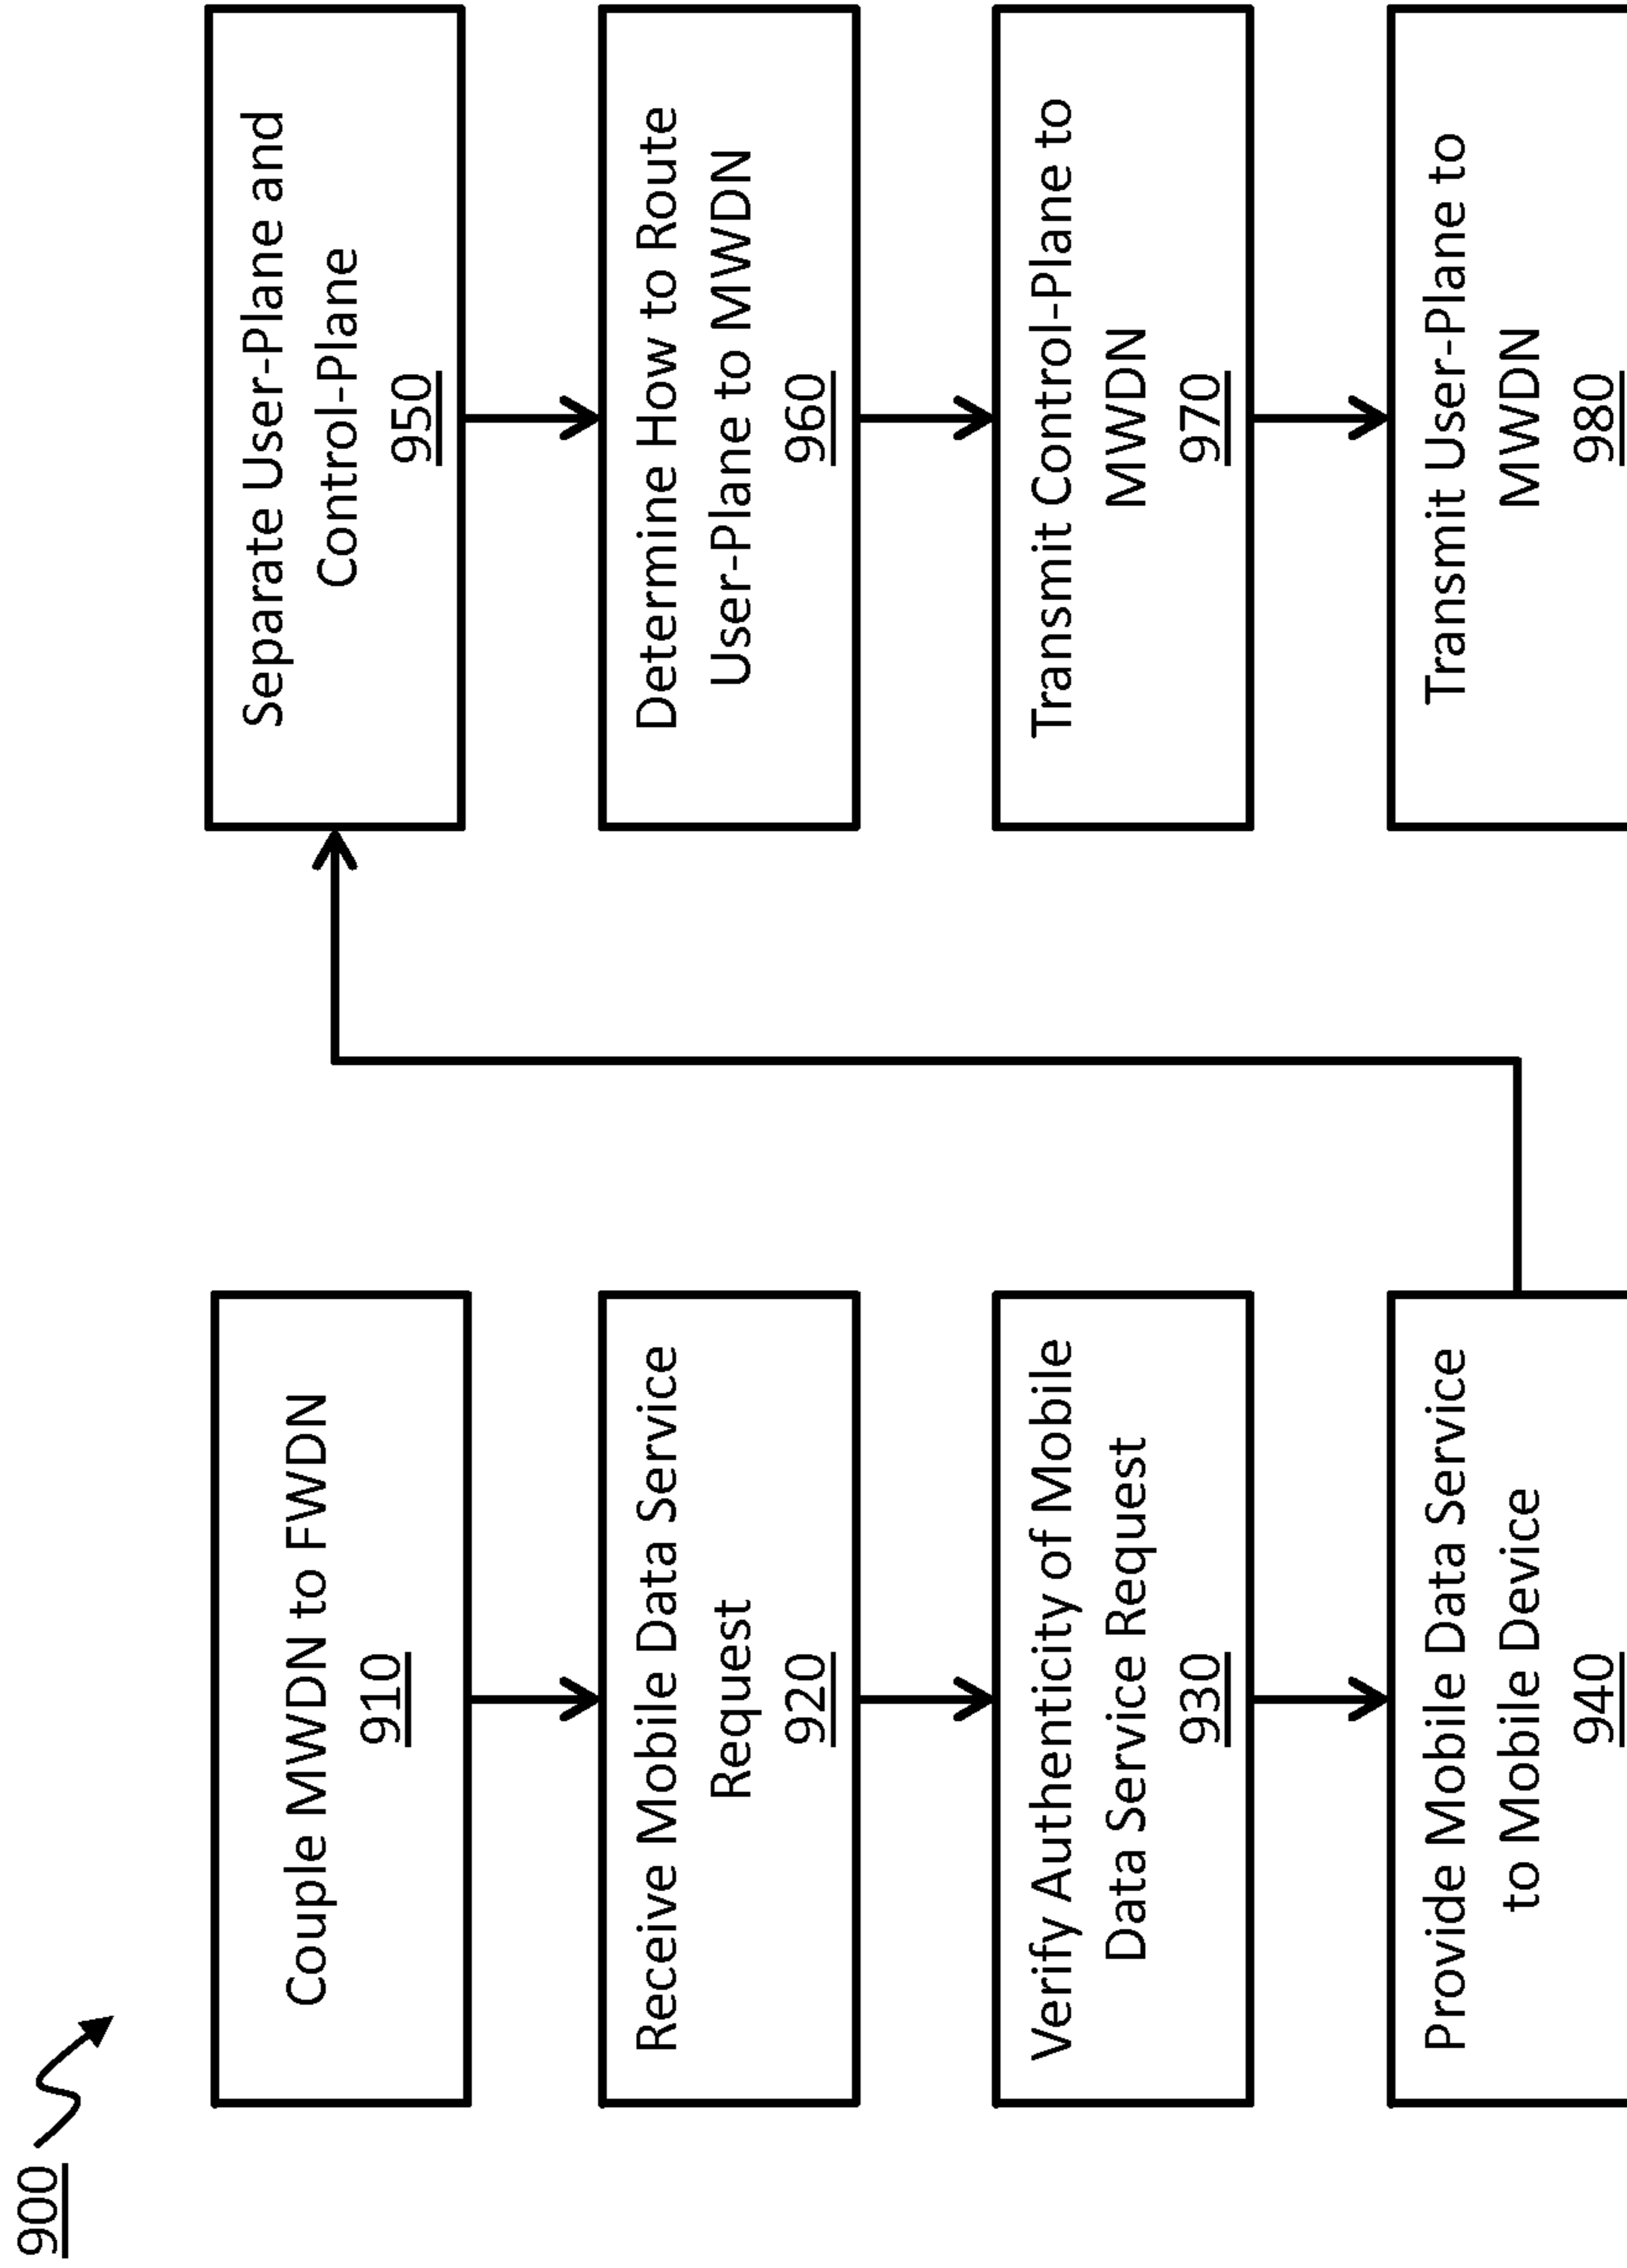 900
Couple MWDN to FWDN
910
Receive Mobile Data Service
Request
920
Verify Authenticity of Mobile
Data Service Request
930
Provide Mobile Data Service
to Mobile Device
940
Separate User-Plane and
Control-Plane
950
Determine How to Route
User-Plane to MWDN
960
Transmit Control-Plane to
MWDN
970
Transmit User-Plane to
MWDN
980